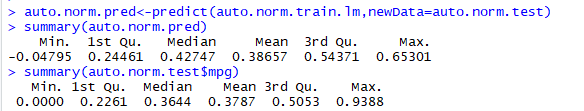 > auto.norm.pred<-predict(auto.norm.train.lm,newData=auto.norm.test)
> summary(auto.norm.pred)
    Min.  1st Qu.   Median     Mean  3rd Qu.     Max.
-0.04795  0.24461  0.42747  0.38657  0.54371  0.65301
> summary(auto.norm.test$mpg)
   Min. 1st Qu.  Median    Mean 3rd Qu.    Max.
 0.0000  0.2261  0.3644  0.3787  0.5053  0.9388